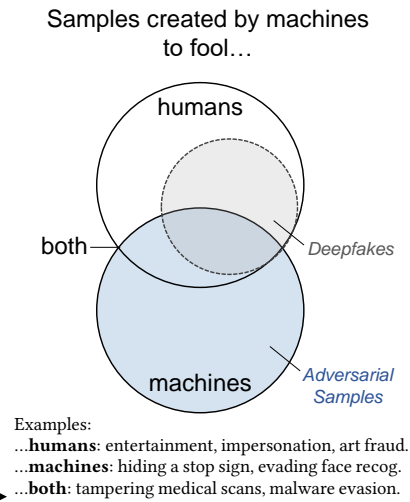 Samples created by machines
to fool…
humans
both
Deepfakes
machines
Adversarial
Samples
Examples:
...humans: entertainment, impersonation, art fraud.
...machines: hiding a stop sign, evading face recog.
...both: tampering medical scans, malware evasion.